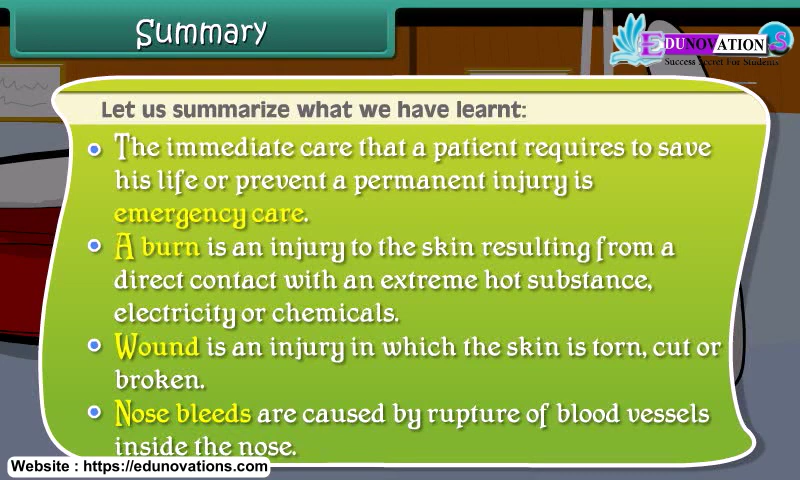 Summary
EDUNOVATIONS
Success Secret For Students
Let us summarize what we have learnt:
The immediate care that a patient requires to save
his life or prevent a permanent injury is
emergency care.
A burn is an injury to the skin resulting from a
direct contact with an extreme hot substance,
electricity or chemicals.
Wound is an injury in which the skin is torn, cut or
broken.
Nose bleeds are caused by rupture of blood vessels
inside the nose.
Website : https://edunovations.com